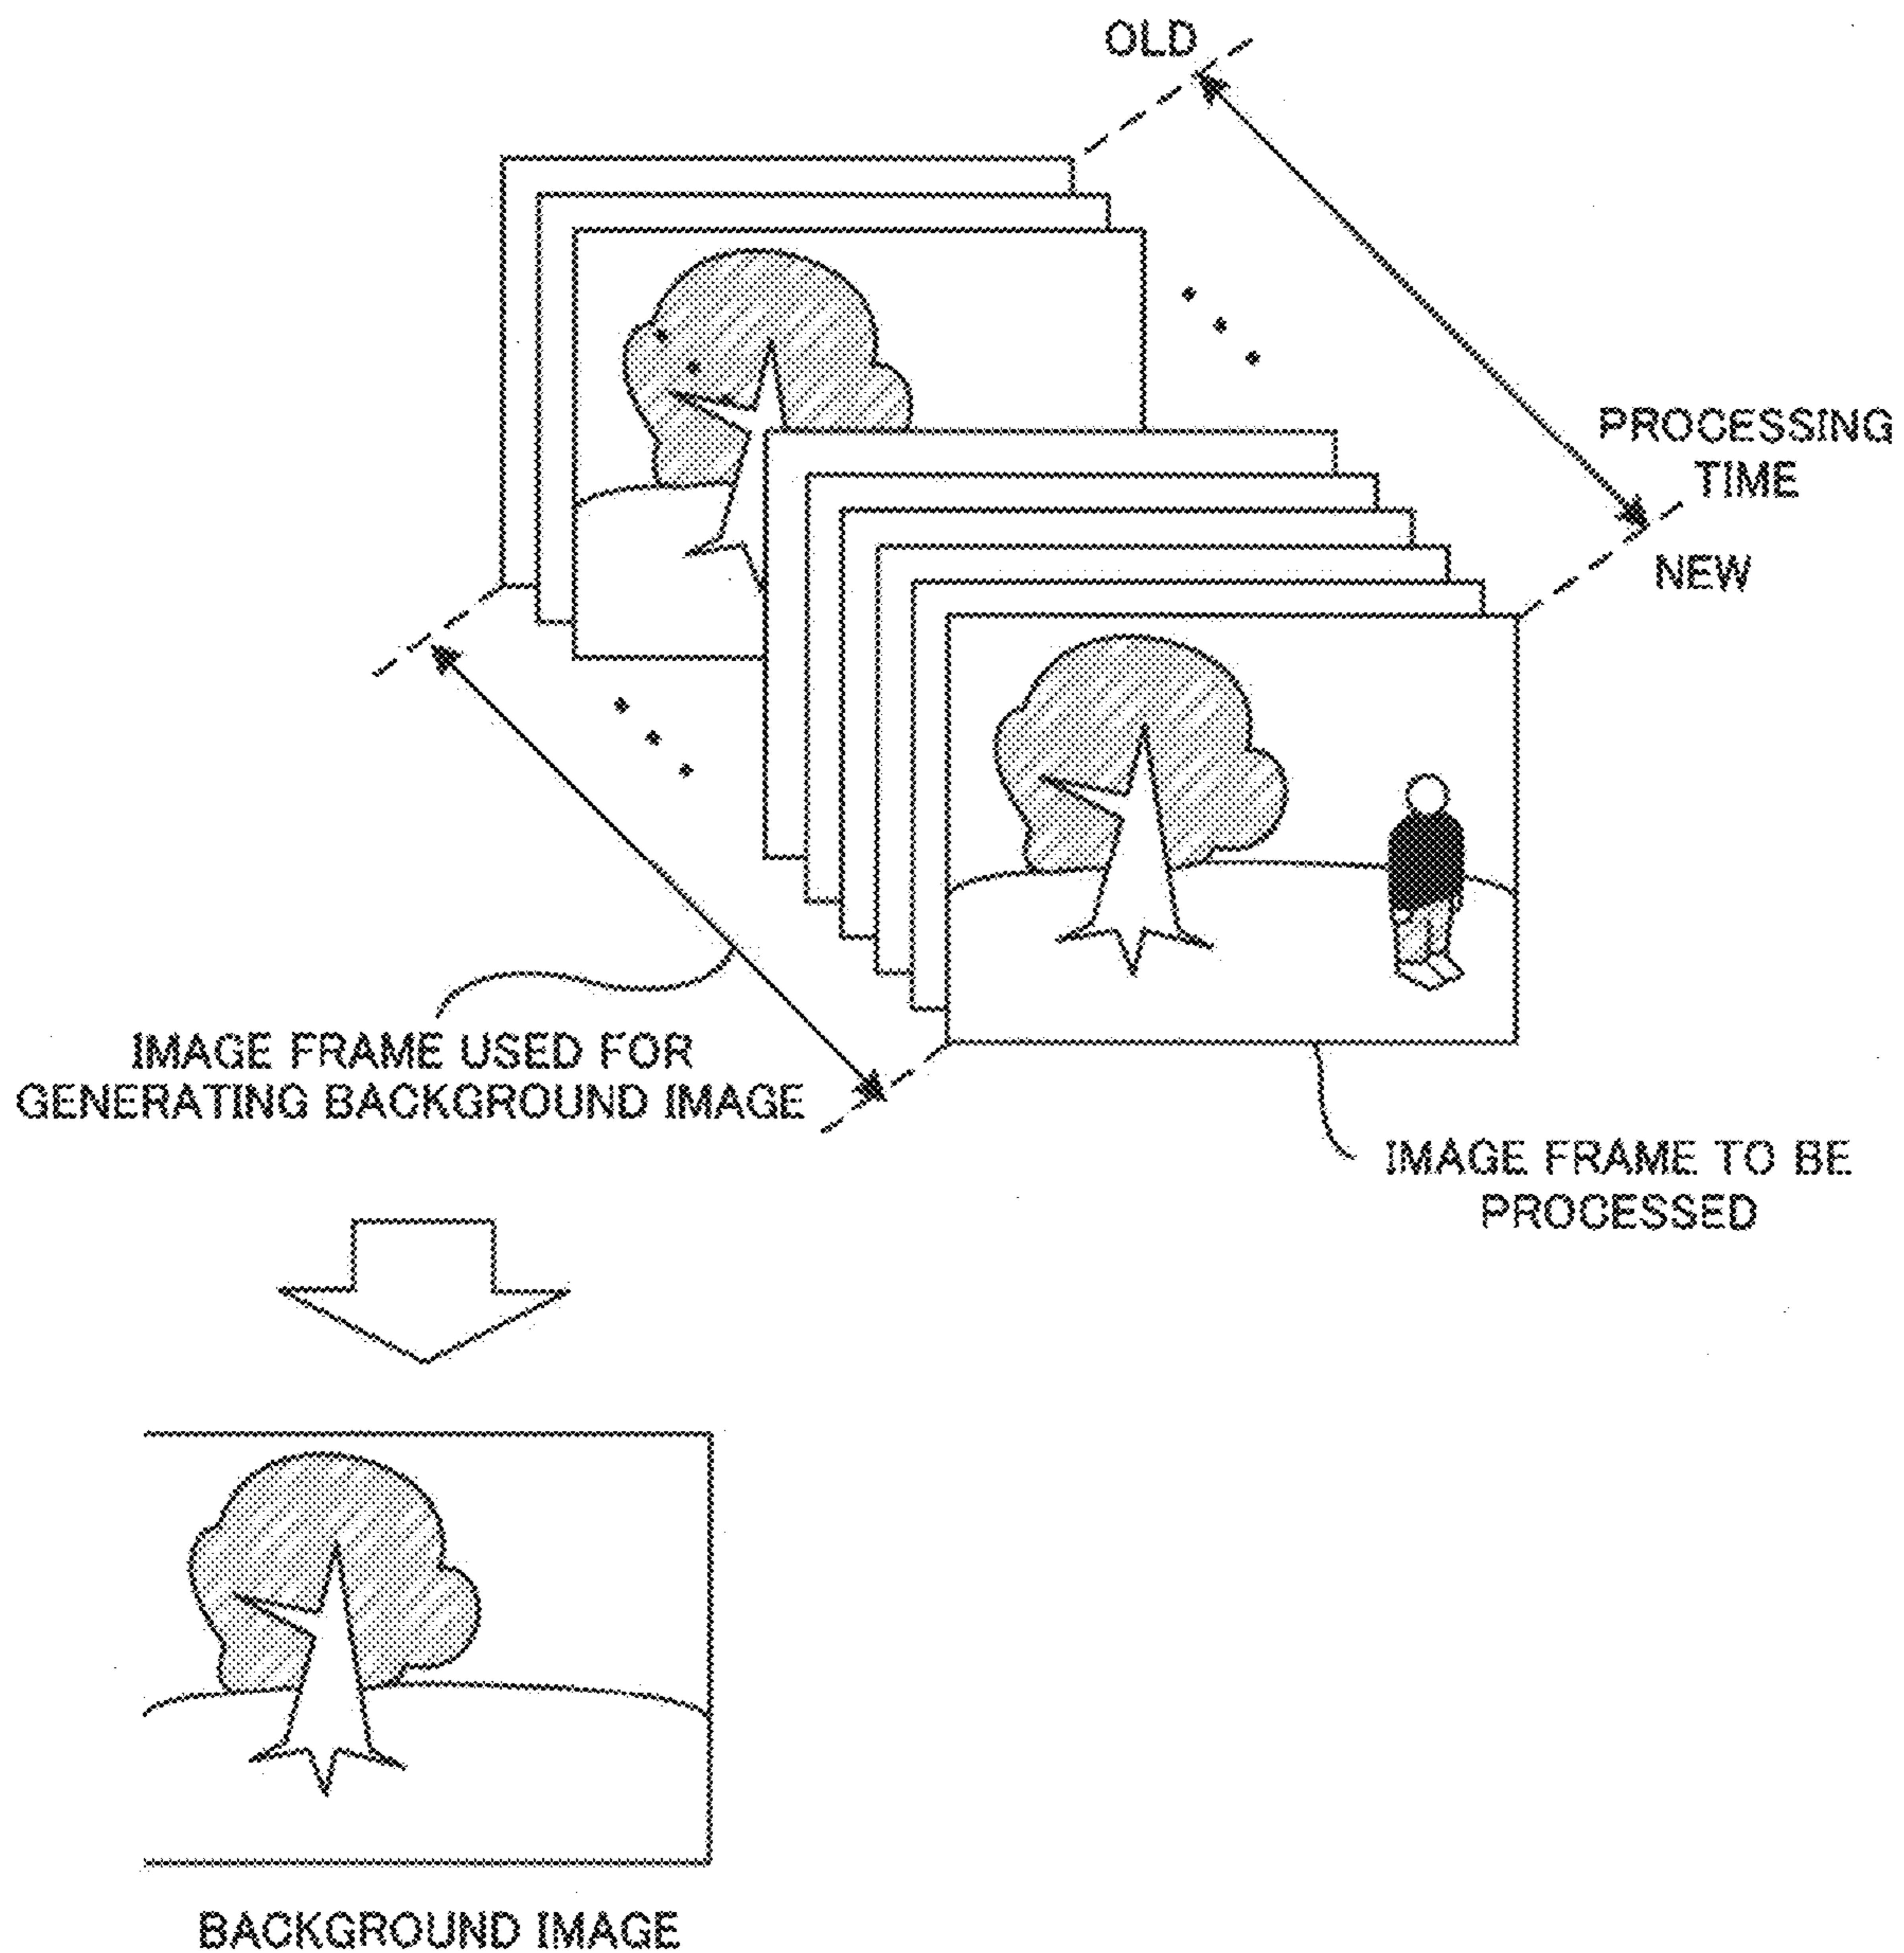 OLD
PROCESSING
TIME
NEW
IMAGE FRAME USED FOR
GENERATING BACKGROUND IMAGE
IMAGE FRAME TO BE
PROCESSED
BACKGROUND IMAGE